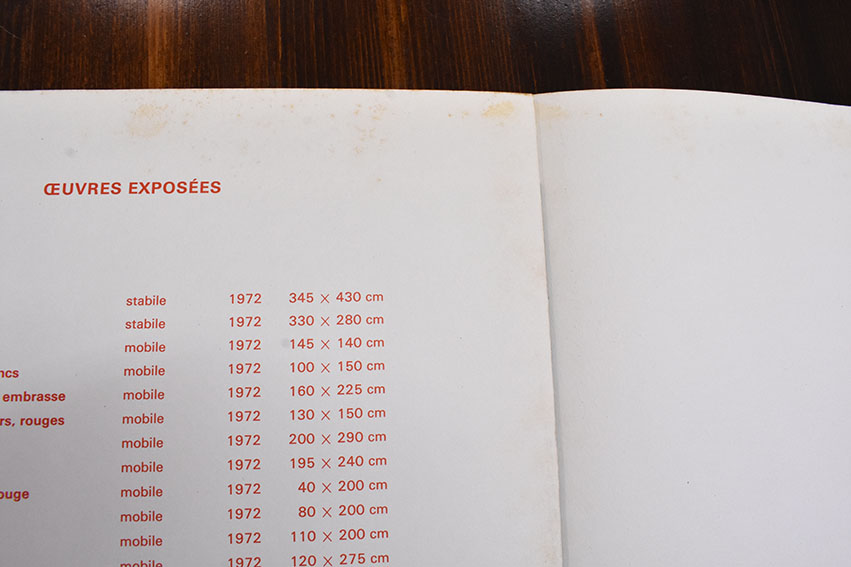 ŒUVRES EXPOSÉES
stabile 1972 345 × 430 cm
stabile 1972 330 × 280 cm
mobile 1972 145 × 140 cm
ncs mobile 1972 100 × 150 cm
embrasse mobile 1972 160 × 225 cm
rs, rouges mobile 1972 130 × 150 cm
mobile 1972 200 × 290 cm
mobile 1972 195 × 240 cm
ouge mobile 1972 40 × 200 cm
mobile 1972 80 × 200 cm
mobile 1972 110 × 200 cm
mobile 1972 120 × 275 cm